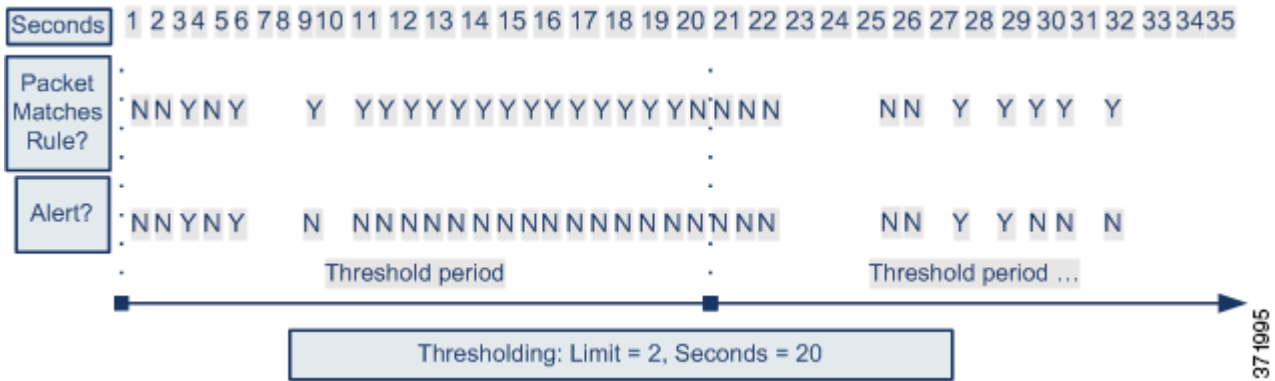 Seconds 1 2 3 4 5 6 7 8 9 10 11 12 13 14 15 16 17 18 19 20 21 22 23 24 25 26 27 28 29 30 31 32 33 34 35
Packet Matches Rule? N N Y N Y Y Y Y Y Y Y Y Y Y Y Y Y Y Y Y N N N N N N Y Y Y Y Y
Alert? N N Y N Y N N N N N N N N N N N N N N N N N N N N N Y Y N N N
Threshold period Threshold period ...
Thresholding: Limit = 2, Seconds = 20
371995